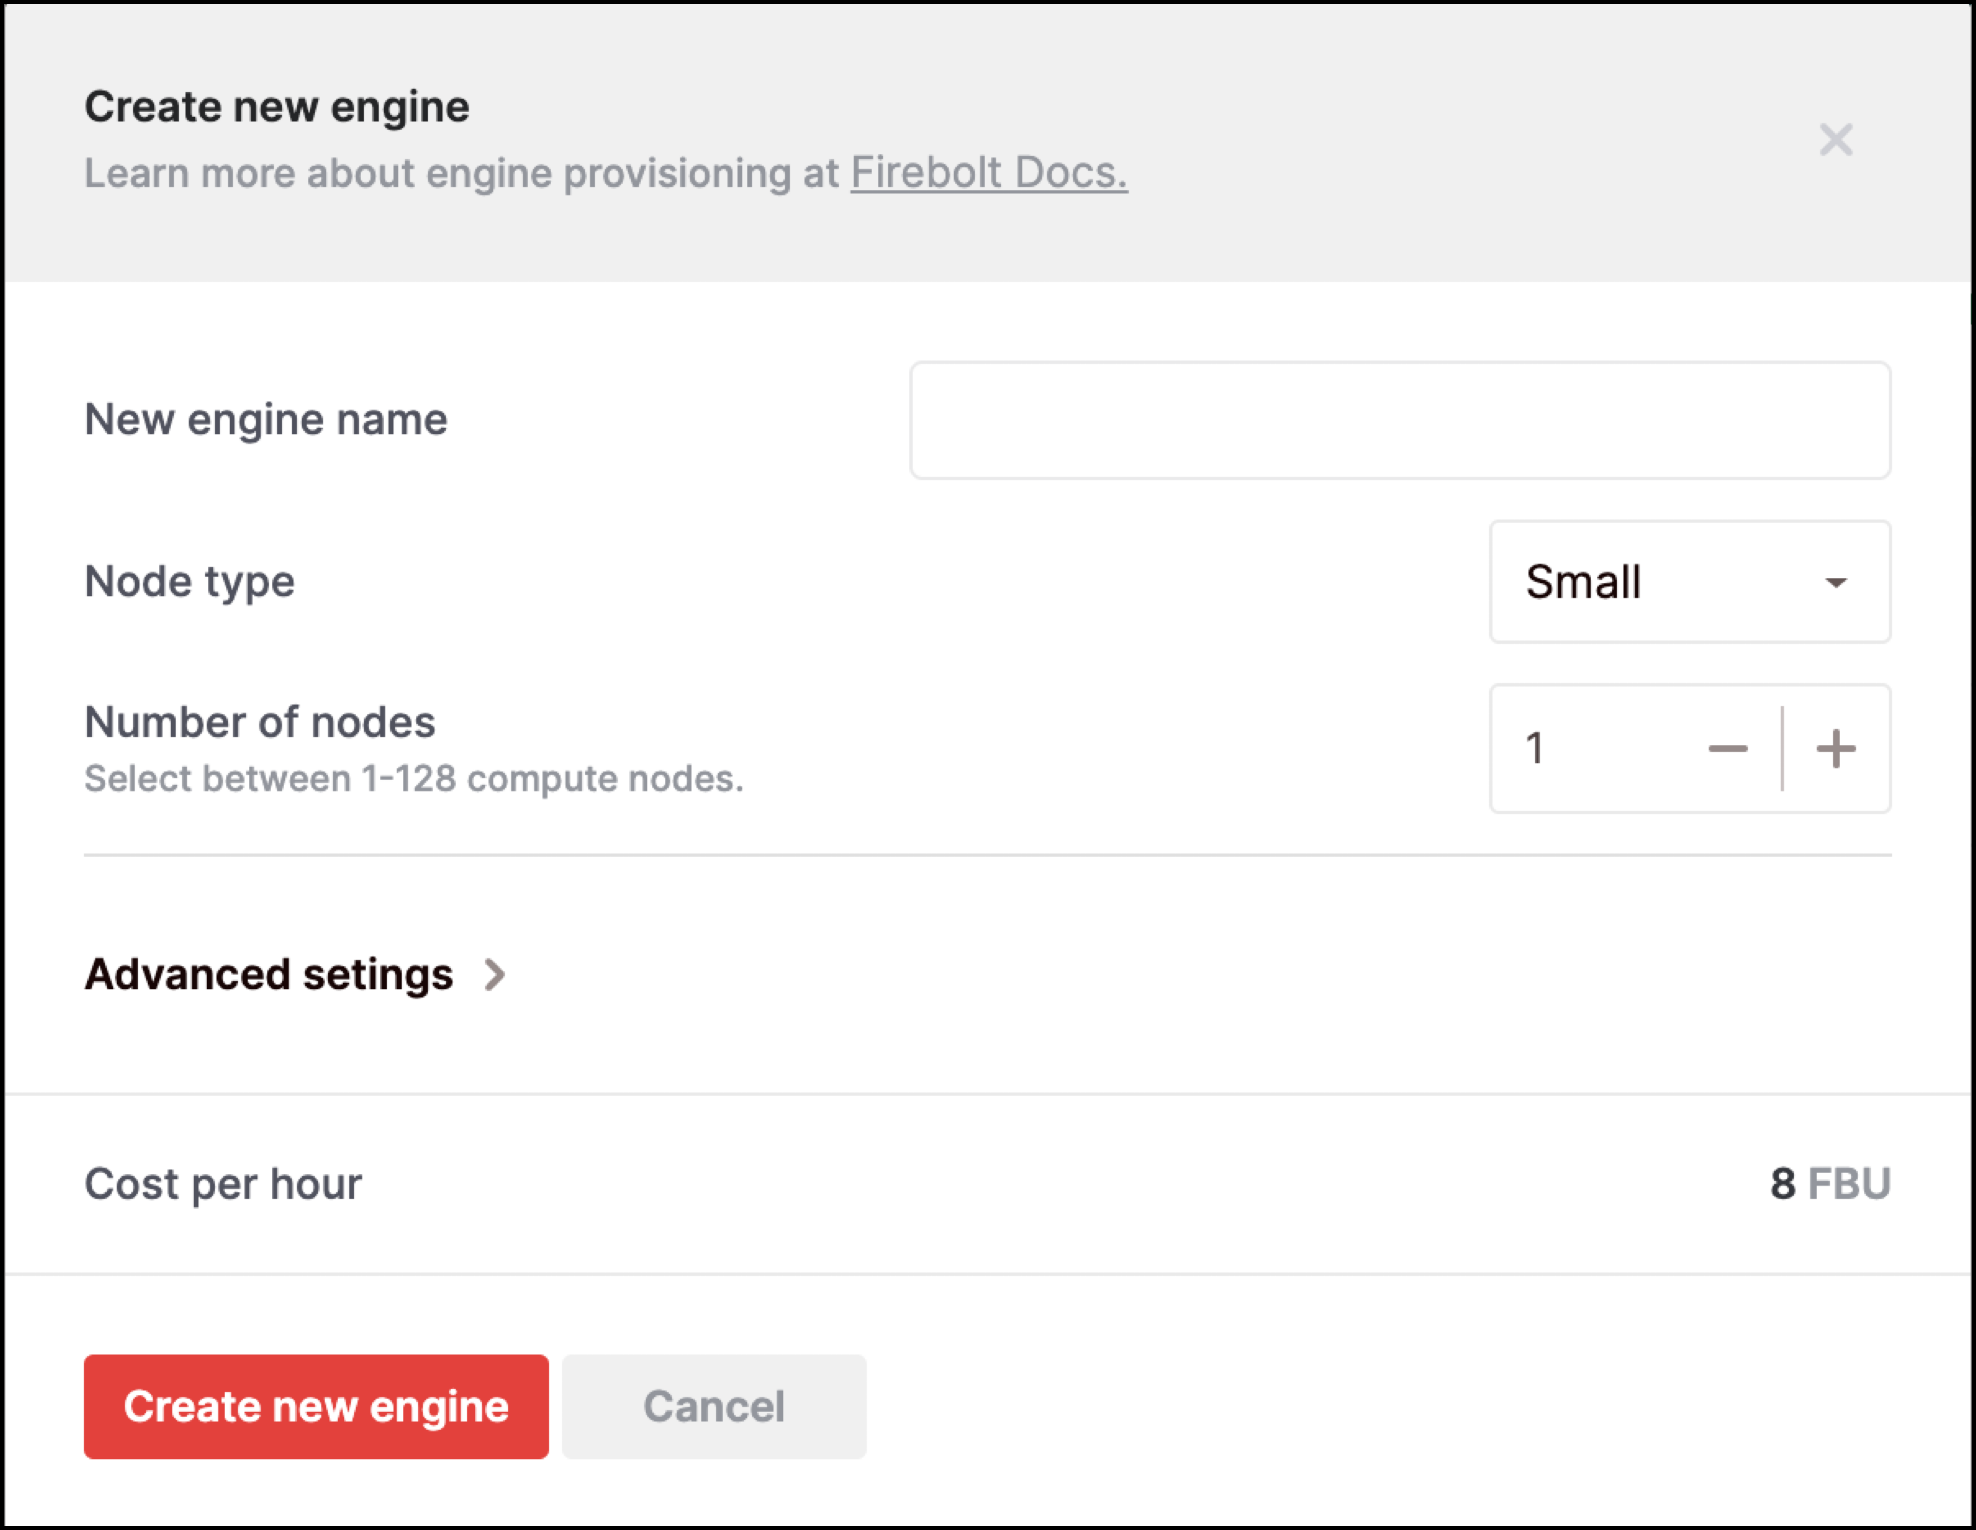 Create new engine
Learn more about engine provisioning at Firebolt Docs.
New engine name
Node type
Small
Number of nodes
Select between 1-128 compute nodes.
1
Advanced setings
Cost per hour
8 FBU
Create new engine
Cancel